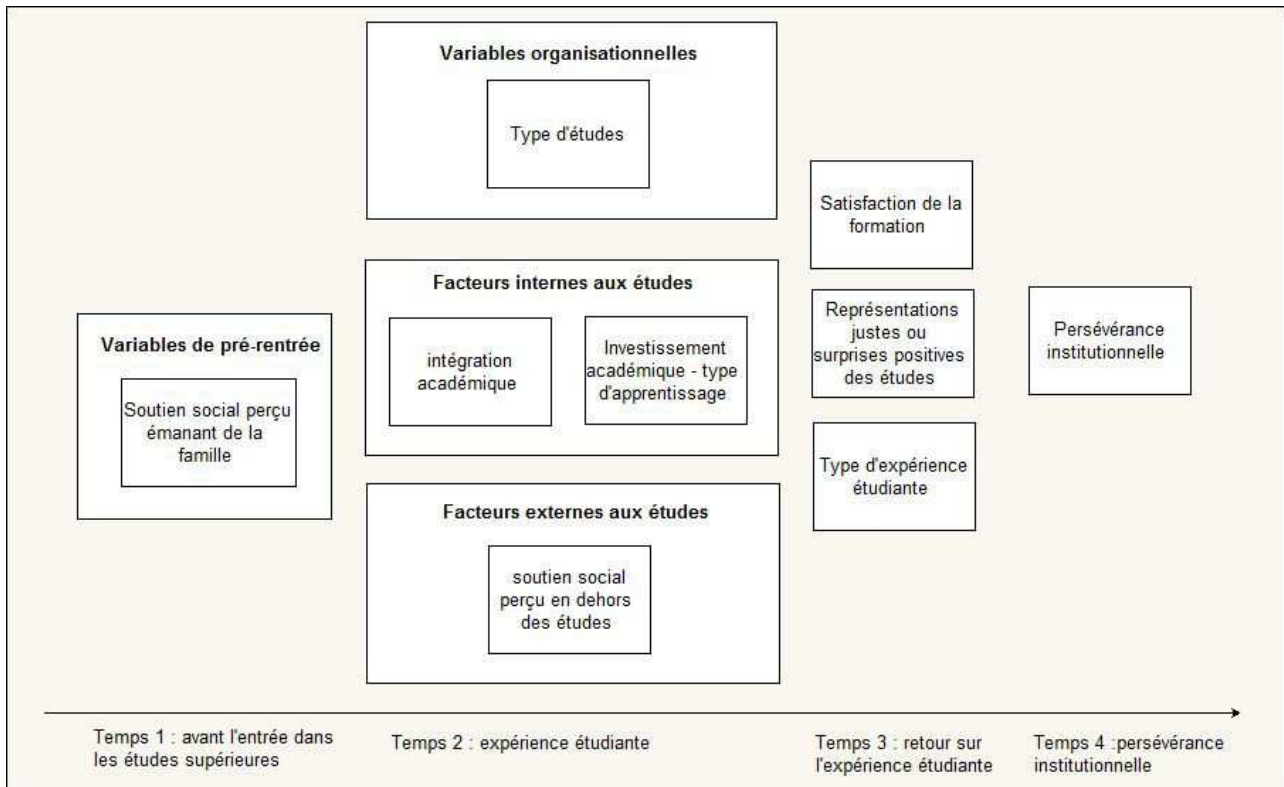 Variables organisationnelles
Type d'études
Facteurs internes aux études
intégration
académique
Investissement
académique - type
d'apprentissage
Variables de pré-rentrée
Soutien social perçu
émanant de la
famille
Facteurs externes aux études
soutien social
perçu en dehors
des études
Satisfaction de la
formation
Représentations
justes ou
surprises positives
des études
Type d'expérience
étudiante
Persévérance
institutionnelle
Temps 1 : avant l'entrée dans
les études supérieures
Temps 2 : expérience étudiante
Temps 3 : retour sur
l'expérience étudiante
Temps 4 :persévérance
institutionnelle